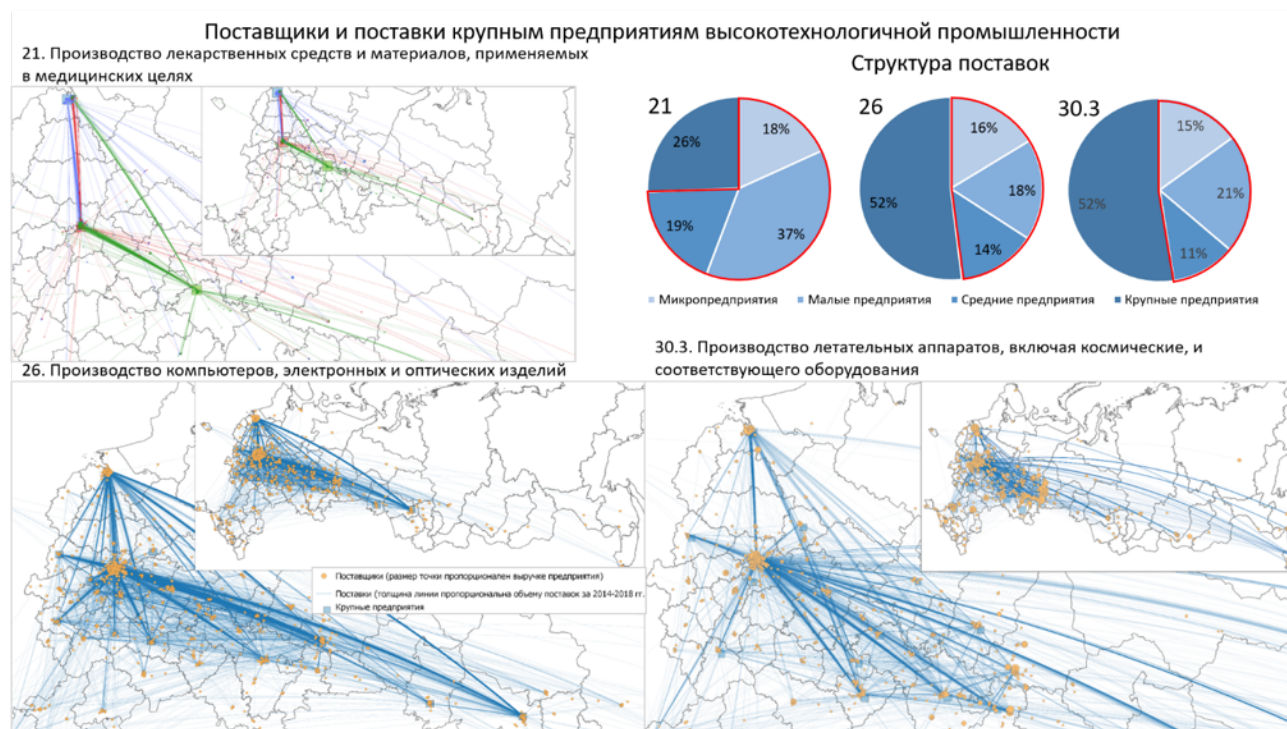 Поставщики и поставки крупным предприятиям высокотехнологичной промышленности
21. Производство лекарственных средств и материалов, применяемых
в медицинских целях
Структура поставок
21
26%
18%
19%
37%
26
16%
52%
18%
14%
30.3
15%
52%
21%
11%
Микропредприятия
Малые предприятия
Средние предприятия
Крупные предприятия
26. Производство компьютеров, электронных и оптических изделий
30.3. Производство летательных аппаратов, включая космические, и
соответствующего оборудования
Поставщики (размер точки пропорционален выручке предприятия)
Поставки (толщина линии пропорциональна объему поставок за 2014-2018 гг.
Крупные предприятия